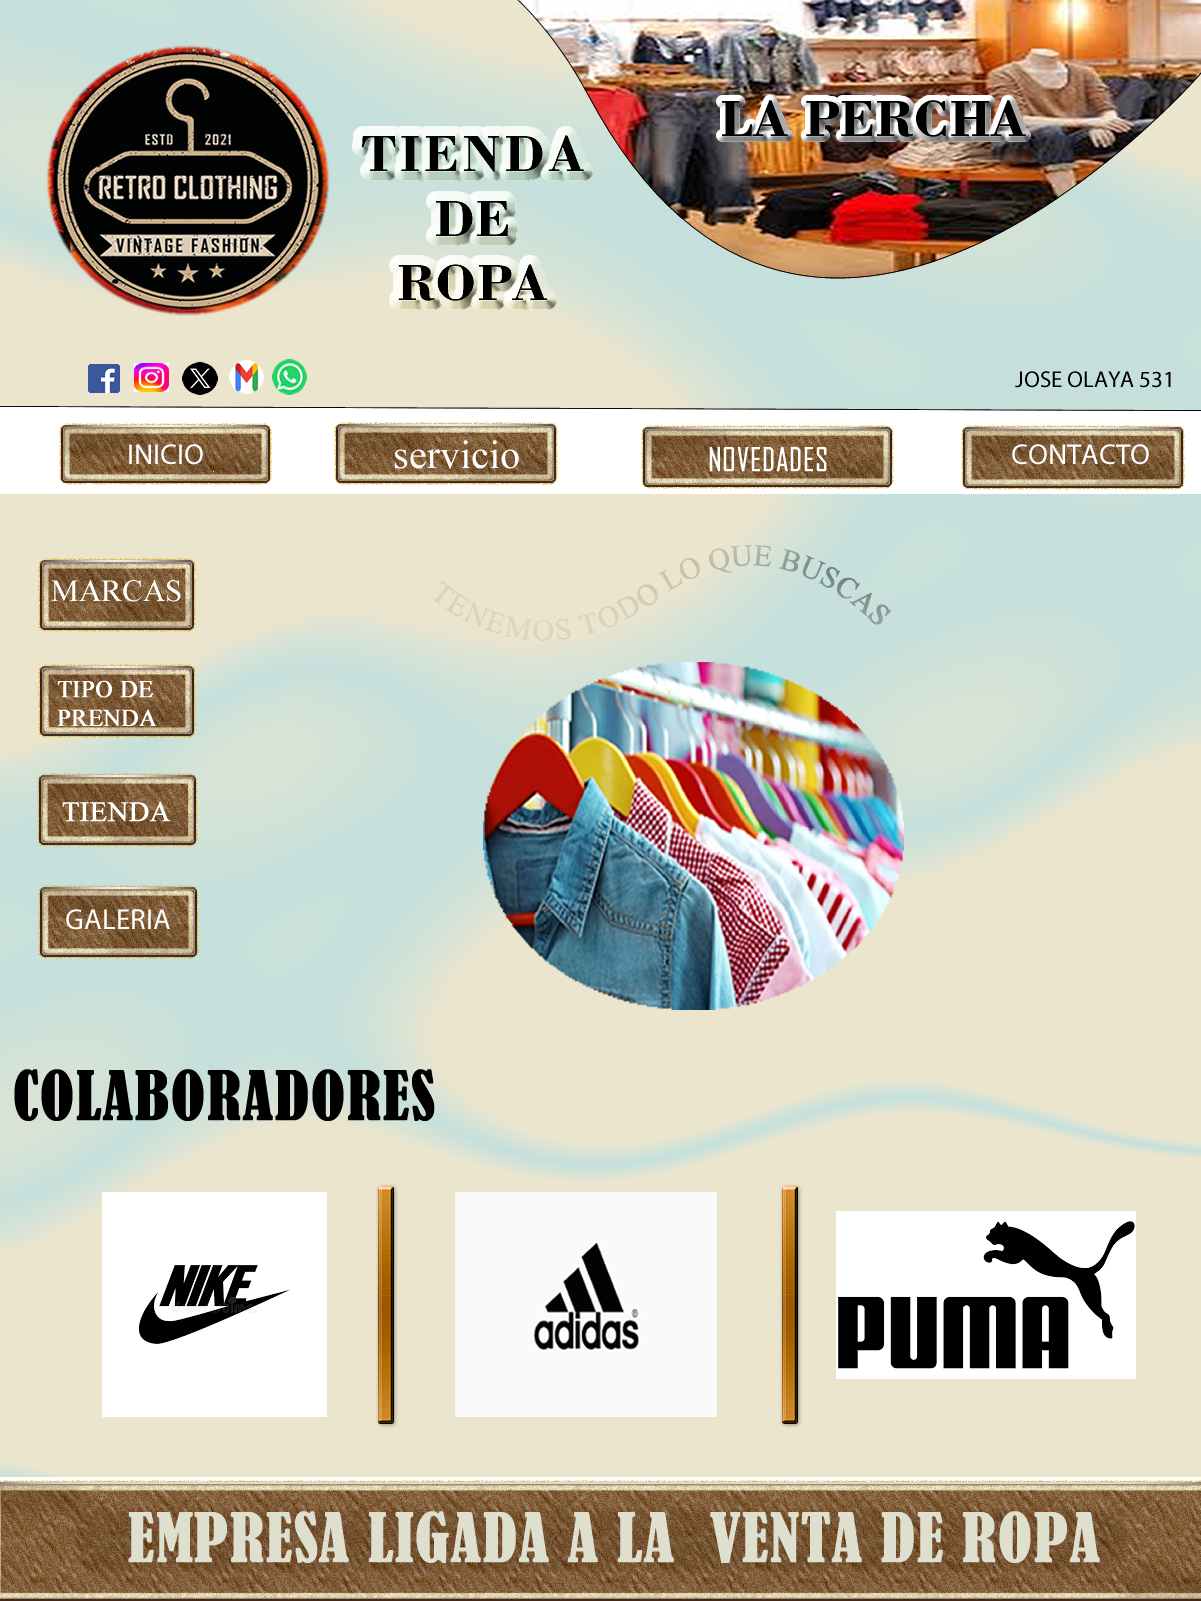 ESTD 2021
RETRO CLOTHING
VINTAGE FASHION
TIENDA
DE
ROPA
LA PERCHA
JOSE OLAYA 531
INICIO
servicio
NOVEDADES
CONTACTO
TENEMOS TODO LO QUE BUSCAS
MARCAS
TIPO DE
PRENDA
TIENDA
GALERIA
COLABORADORES
NIKE
adidas®
PUMA
EMPRESA LIGADA A LA VENTA DE ROPA